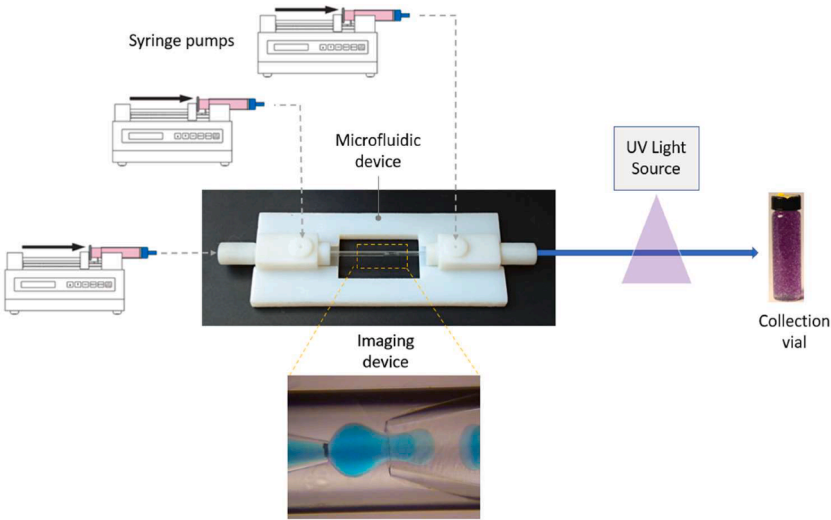 Syringe pumps
Microfluidic
device
UV Light
Source
Imaging
device
Collection
vial